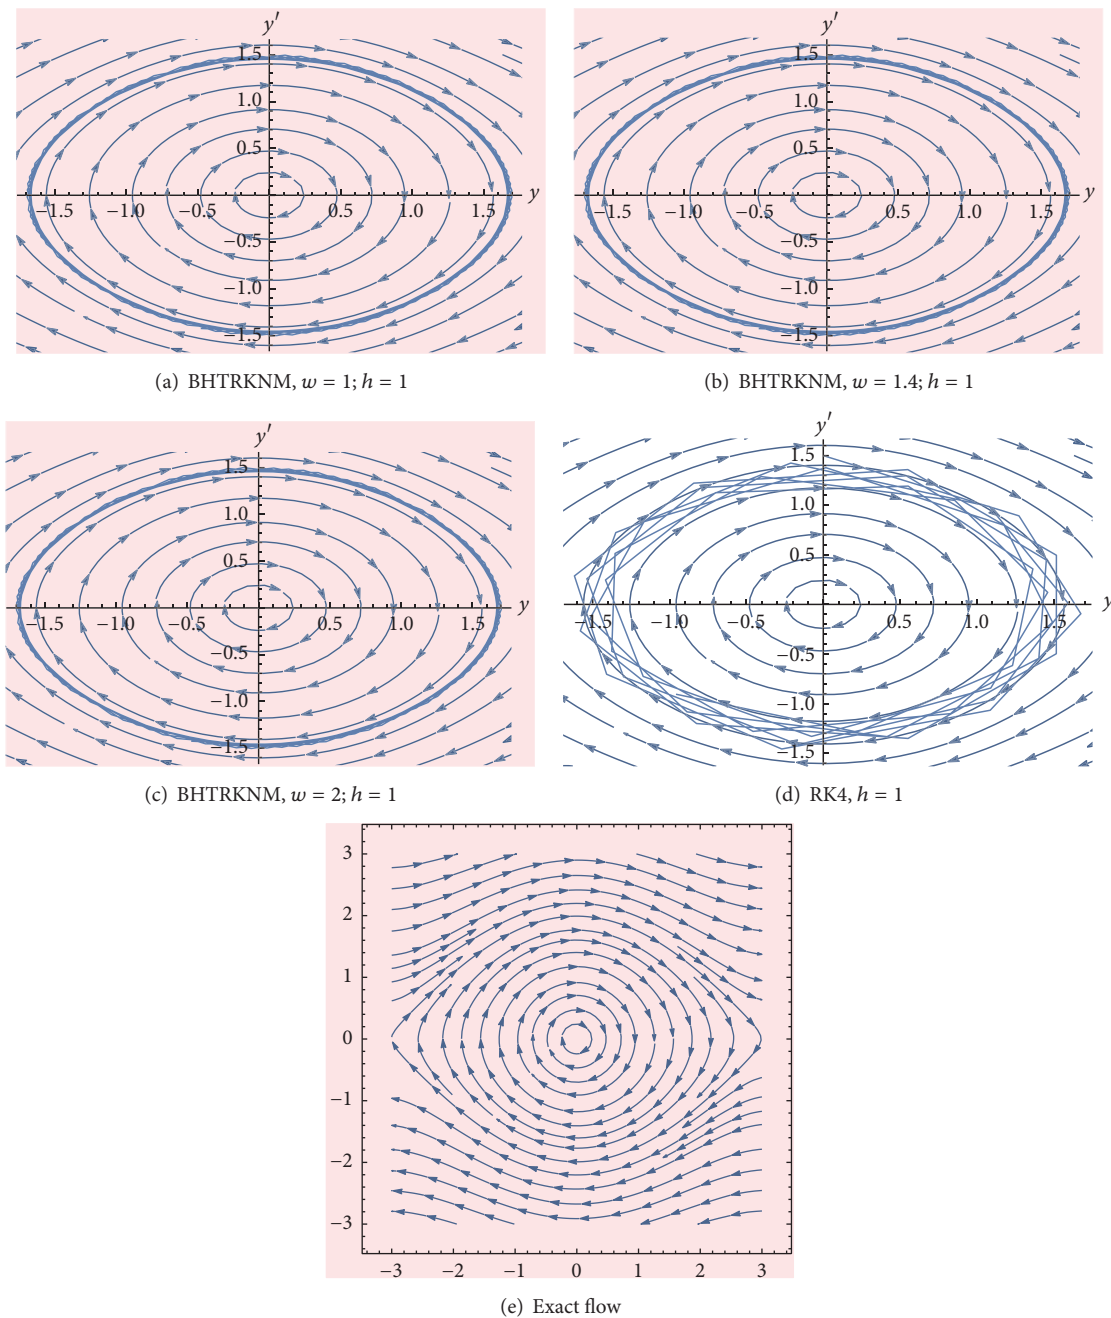 y′ y′
1.5 1.5
1.0 1.0
0.5 0.5
y y
−1.5 −1.0 −0.5 0.5 1.0 1.5 −1.5 −1.0 −0.5 0.5 1.0 1.5
−0.5 −0.5
−1.0 −1.0
−1.5 −1.5
(a) BHTRKNM, w = 1; h = 1 (b) BHTRKNM, w = 1.4; h = 1
y′ y′
1.5 1.5
1.0 1.0
0.5 0.5
y y
−1.5 −1.0 −0.5 0.5 1.0 1.5 −1.5 −1.0 −0.5 0.5 1.0 1.5
−0.5 −0.5
−1.0 −1.0
−1.5 −1.5
(c) BHTRKNM, w = 2; h = 1 (d) RK4, h = 1
3
2
1
0
−1
−2
−3
−3 −2 −1 0 1 2 3
(e) Exact flow